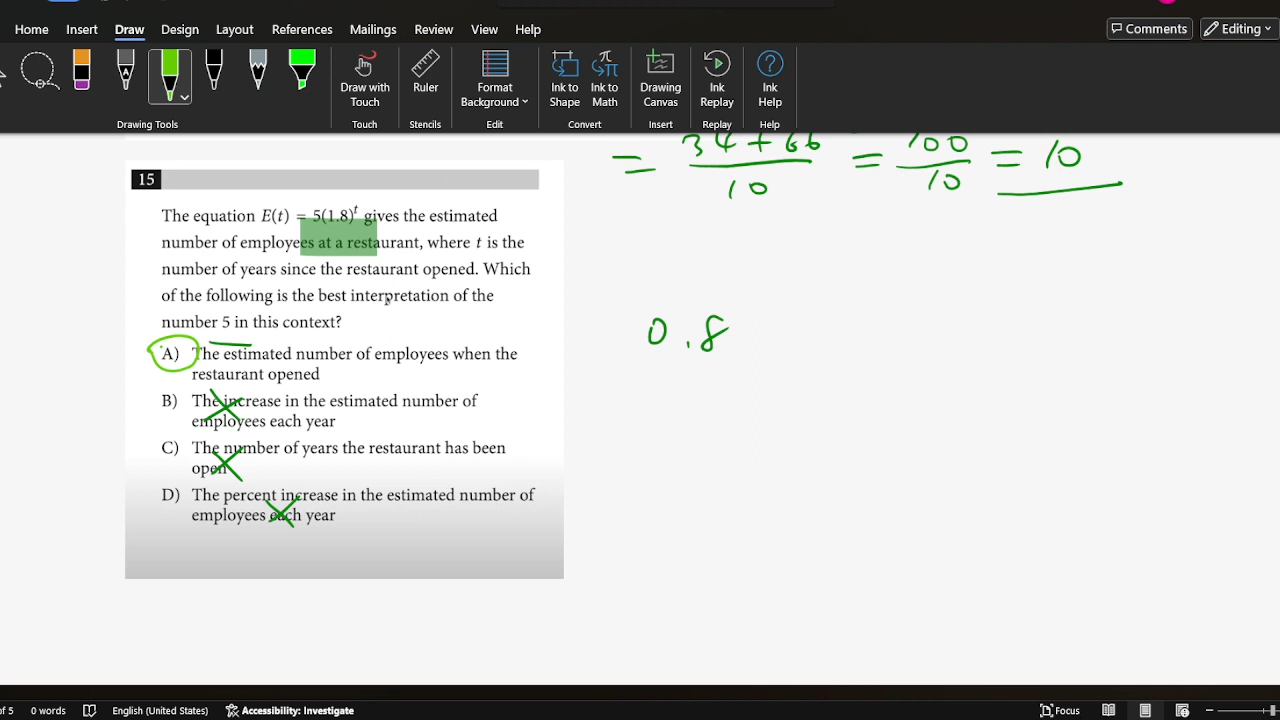 Home Insert Draw Design Layout References Mailings Review View Help Comments Editing
Draw with Touch
Ruler
Format Background
Ink to Shape
Ink to Math
Drawing Canvas
Ink Replay
Ink Help
Drawing Tools Touch Stencils Edit Convert Insert Replay Help
= 34+66/10 = 100/10 = 10
15
The equation E(t) = 5(1.8)^t gives the estimated
number of employees at a restaurant, where t is the
number of years since the restaurant opened. Which
of the following is the best interpretation of the
number 5 in this context?
A) The estimated number of employees when the
restaurant opened
B) The increase in the estimated number of
employees each year
C) The number of years the restaurant has been
open
D) The percent increase in the estimated number of
employees each year
0.8
of 5 0 words English (United States) Accessibility: Investigate Focus